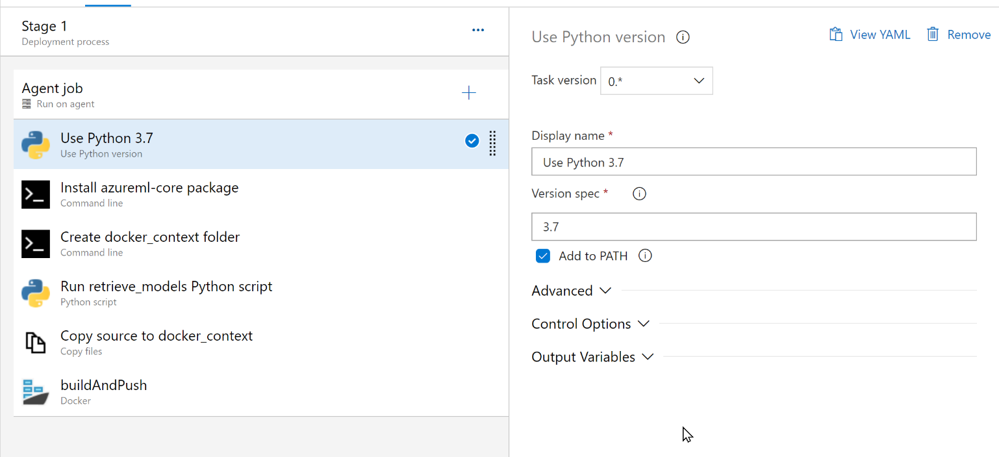 Stage 1
Deployment process
Agent job
Run on agent
Use Python 3.7
Use Python version
Install azureml-core package
Command line
Create docker_context folder
Command line
Run retrieve_models Python script
Python script
Copy source to docker_context
Copy files
buildAndPush
Docker
Use Python version
View YAML
Remove
Task version 0.*
Display name *
Use Python 3.7
Version spec *
3.7
Add to PATH
Advanced
Control Options
Output Variables